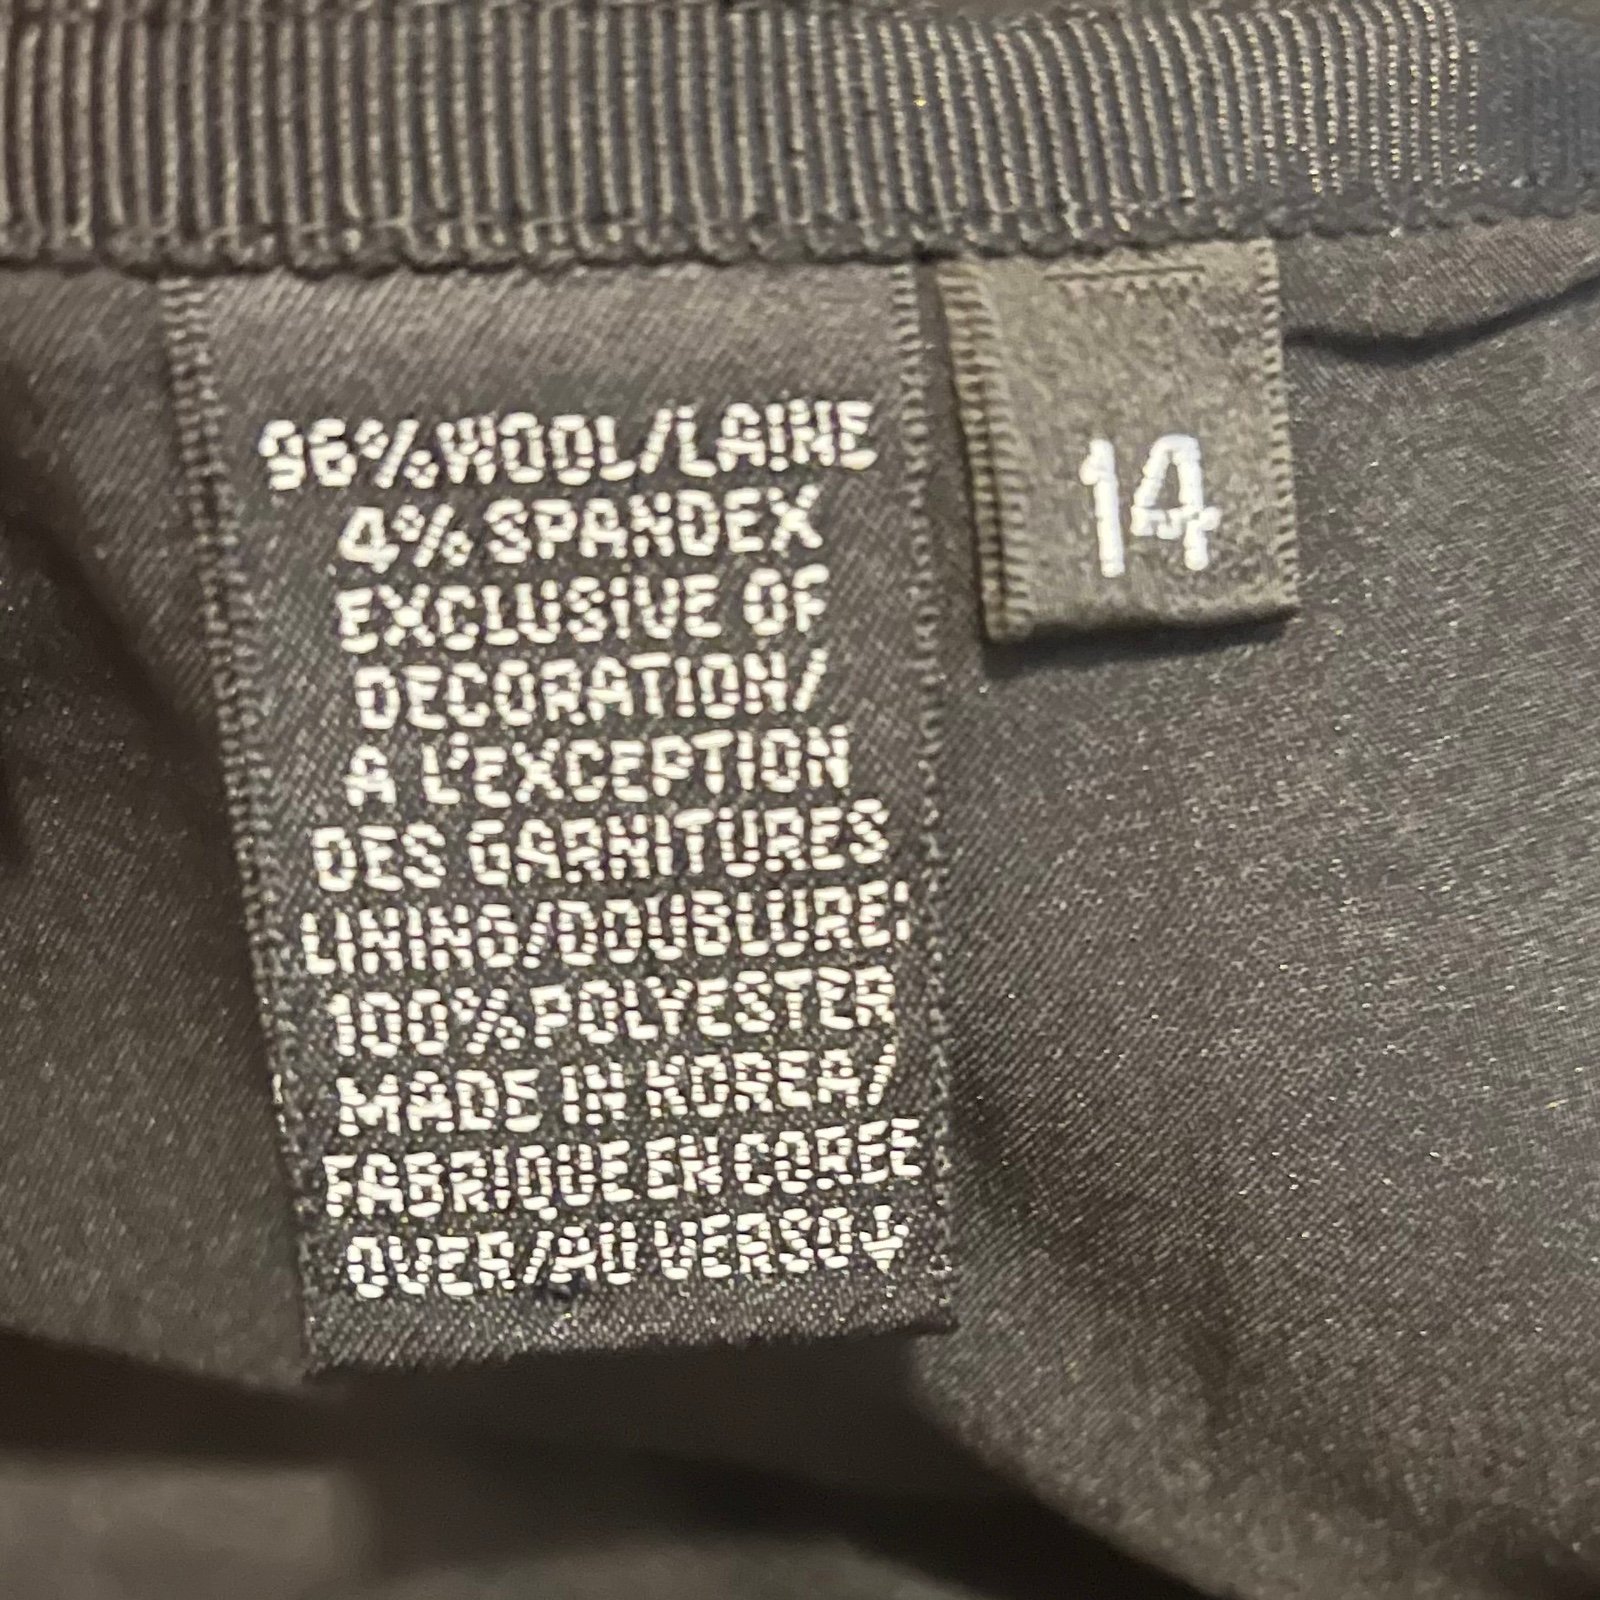 96% WOOL/LAINE
4% SPANDEX
EXCLUSIVE OF
DECORATION/
A L'EXCEPTION
DES GARNITURES
LINING/DOUBLURE:
100% POLYESTER
MADE IN KOREA/
FABRIQUE EN COREE
OVER/AU VERSO↓
14